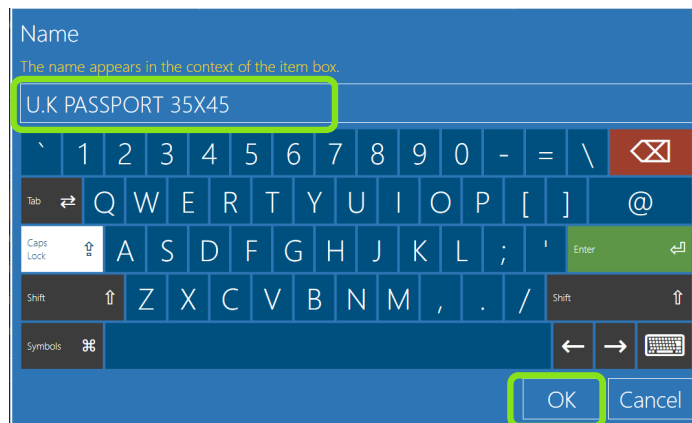 Name
The name appears in the context of the item box.
U.K PASSPORT 35X45
` 1 2 3 4 5 6 7 8 9 0 - = \
Tab Q W E R T Y U I O P [ ] @
Caps Lock A S D F G H J K L ; ' Enter
Shift Z X C V B N M , . / Shift
Symbols
OK Cancel